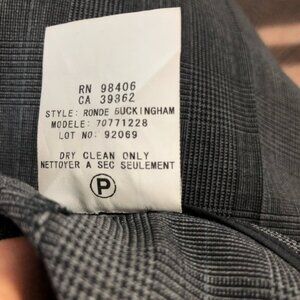 RN 98406
CA 39362
STYLE: RONDE BUCKINGHAM
MODELE: 70771228
LOT NO: 92069
DRY CLEAN ONLY
NETTOYER A SEC SEULEMENT
P